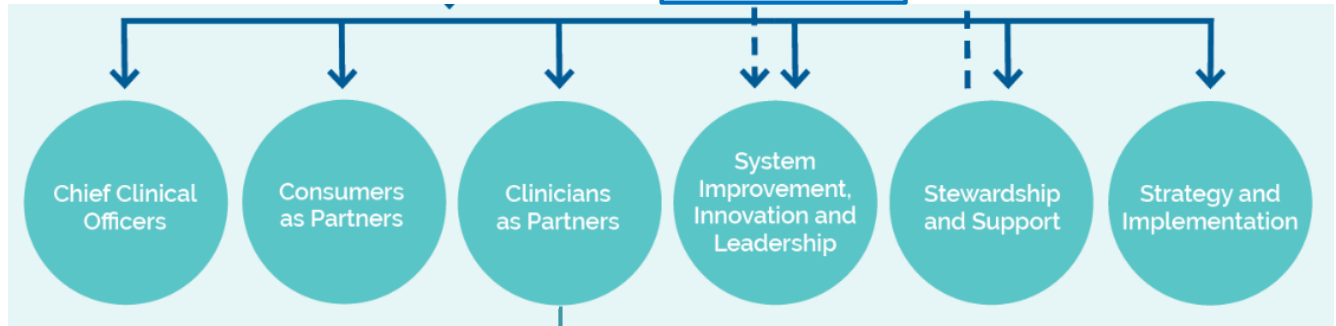 Chief Clinical
Officers
Consumers
as Partners
Clinicians
as Partners
System
Improvement,
Innovation and
Leadership
Stewardship
and Support
Strategy and
Implementation